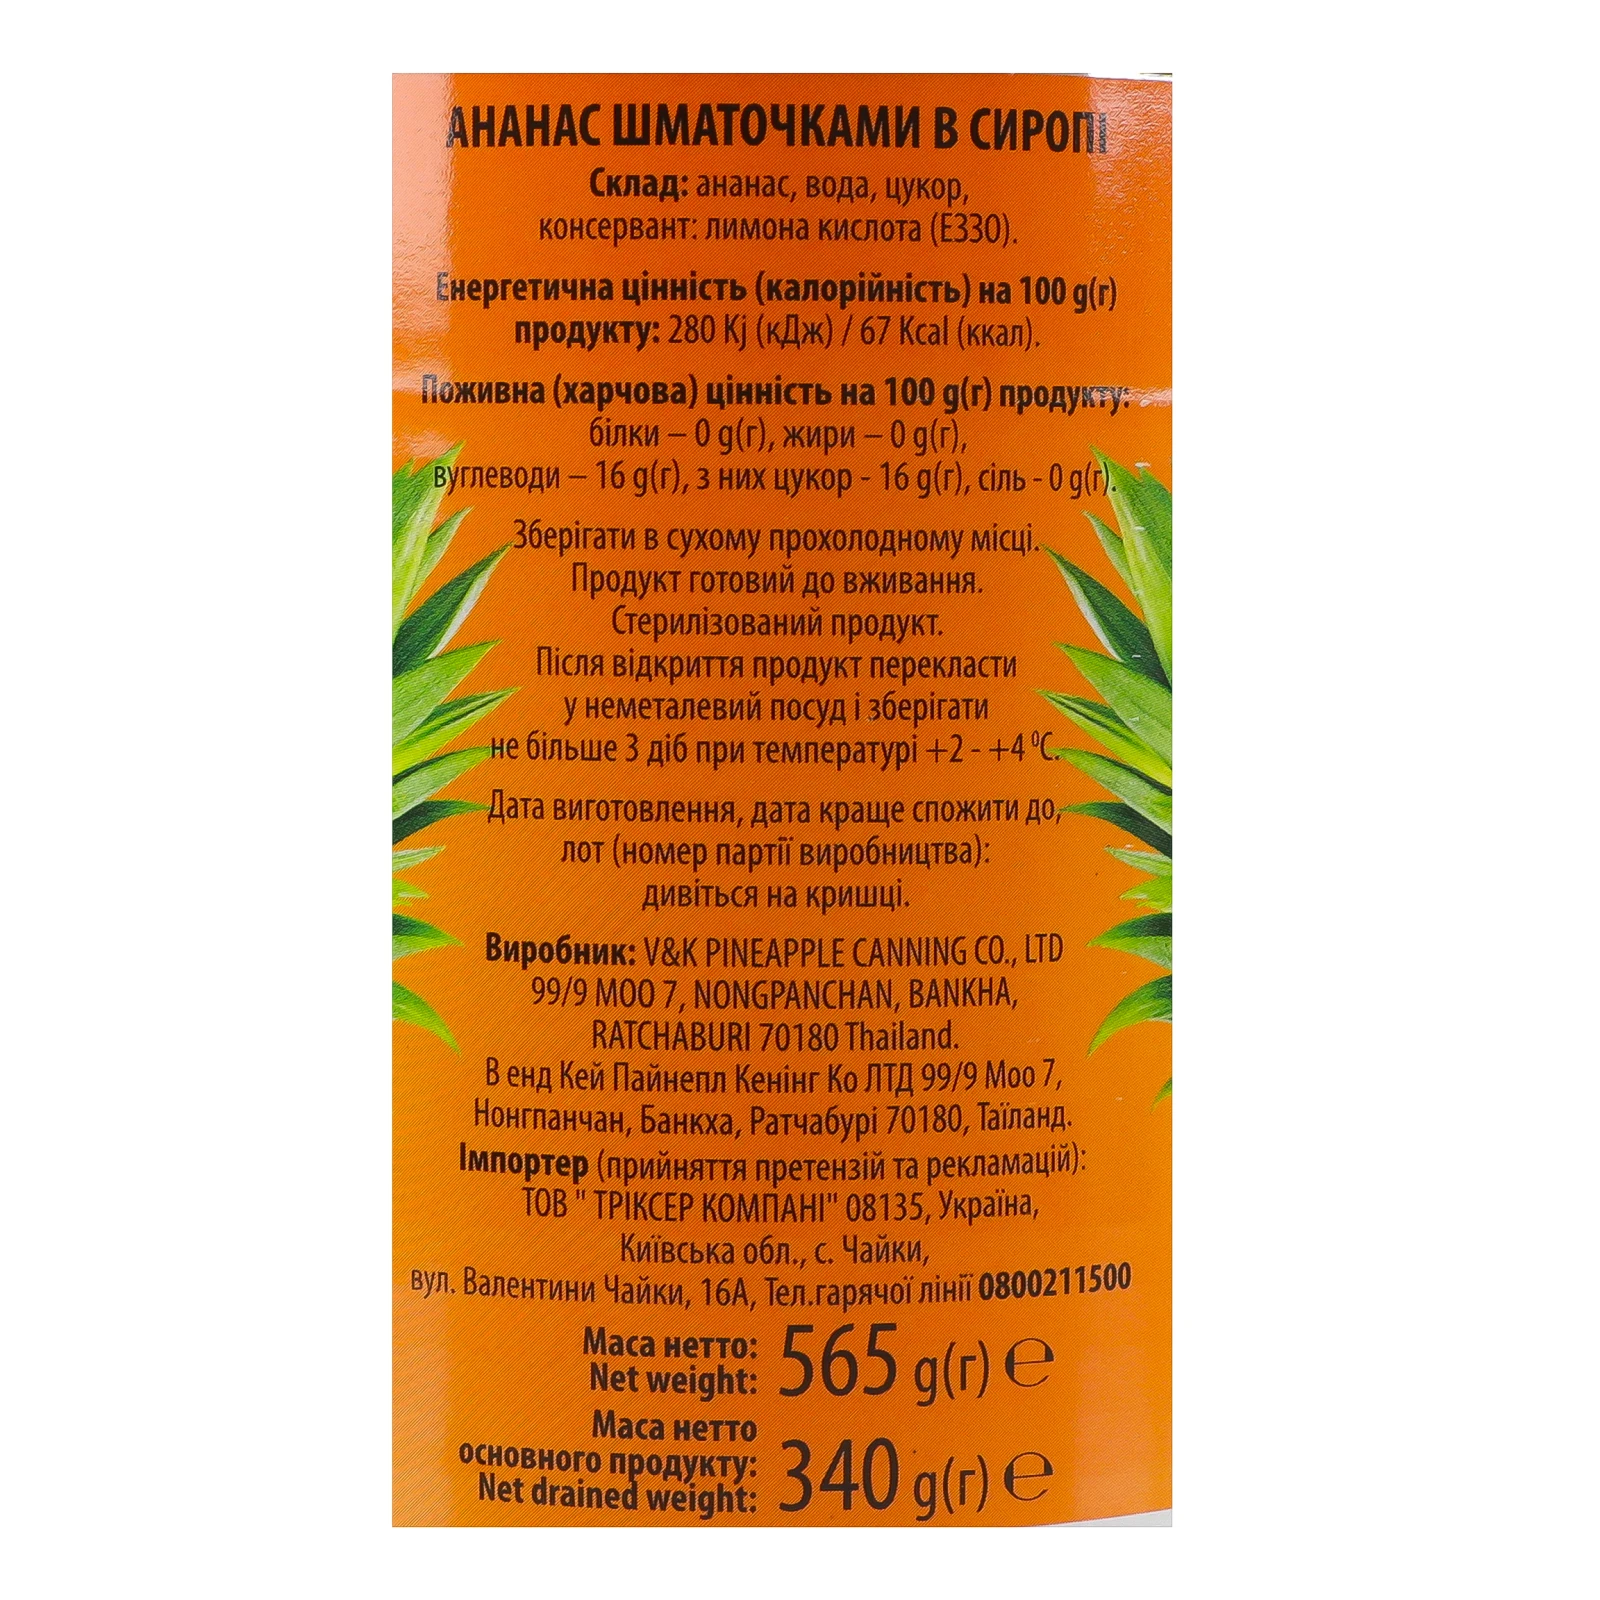 АНАНАС ШМАТОЧКАМИ В СИРОПІ
Склад: ананас, вода, цукор,
консервант: лимона кислота (Е330).
Енергетична цінність (калорійність) на 100 g(г)
продукту: 280 Kj (кДж) / 67 Kcal (ккал).
Поживна (харчова) цінність на 100 g(г) продукту:
білки – 0 g(г), жири – 0 g(г),
вуглеводи – 16 g(г), з них цукор - 16 g(г), сіль - 0 g(г).
Зберігати в сухому прохолодному місці.
Продукт готовий до вживання.
Стерилізований продукт.
Після відкриття продукт перекласти
у неметалевий посуд і зберігати
не більше 3 діб при температурі +2 - +4 ⁰С.
Дата виготовлення, дата краще спожити до,
лот (номер партії виробництва):
дивіться на кришці.
Виробник: V&K PINEAPPLE CANNING CO., LTD
99/9 MOO 7, NONGPANCHAN, BANKHA,
RATCHABURI 70180 Thailand.
В енд Кей Пайнепл Кенінг Ко ЛТД 99/9 Моо 7,
Нонгпанчан, Банкха, Ратчабурі 70180, Таїланд.
Імпортер (прийняття претензій та рекламацій):
ТОВ " ТРІКСЕР КОМПАНІ" 08135, Україна,
Київська обл., с. Чайки,
вул. Валентини Чайки, 16А, Тел.гарячої лінії 0800211500
Маса нетто:
Net weight: 565 g(г) ℮
Маса нетто
основного продукту:
Net drained weight: 340 g(г) ℮